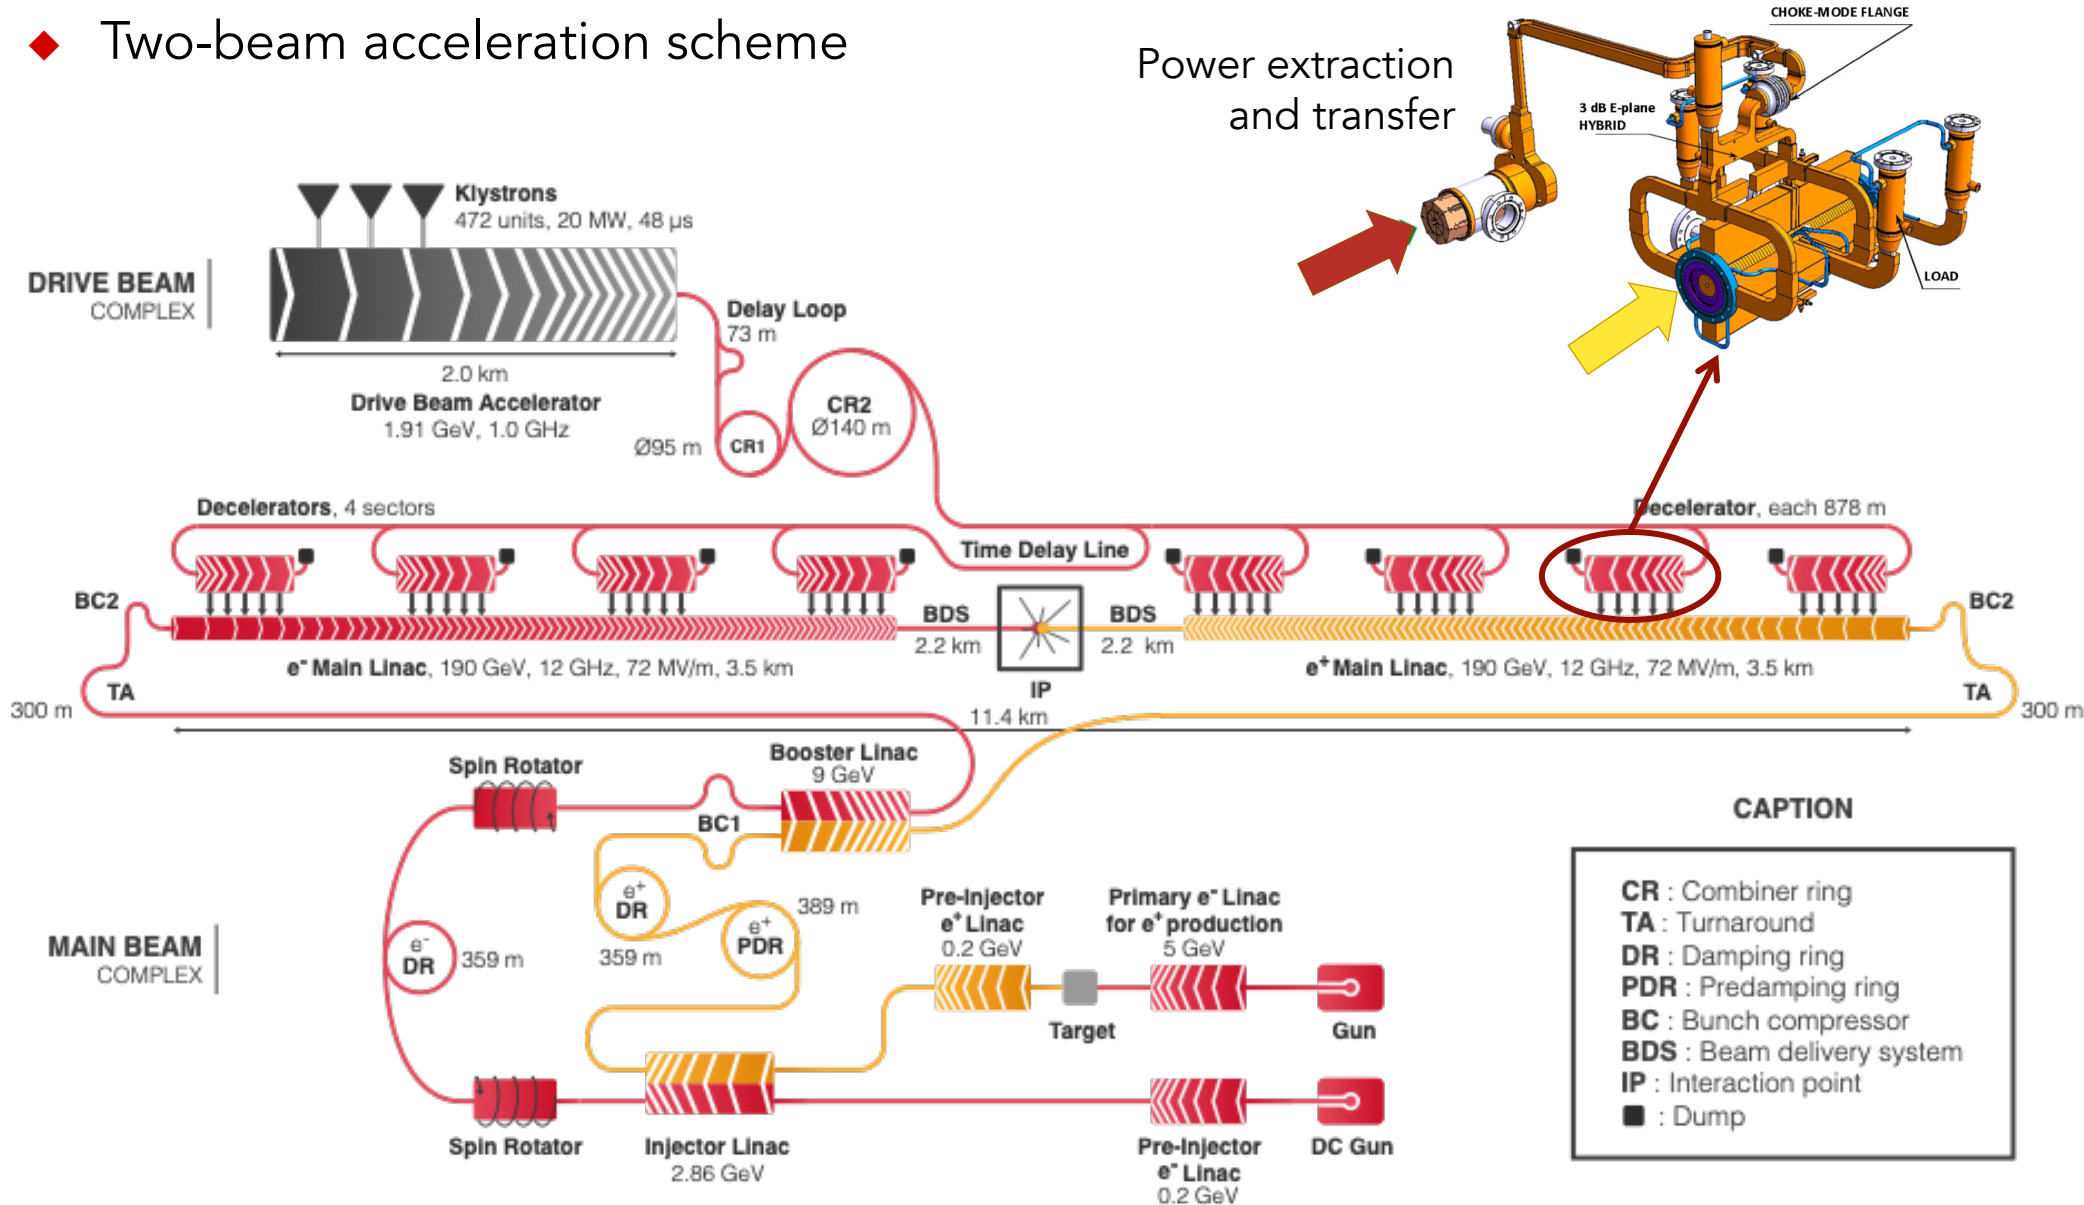 Two-beam acceleration scheme
Power extraction
and transfer
CHOKE-MODE FLANGE
3 dB E-plane
HYBRID
LOAD
Klystrons
472 units, 20 MW, 48 µs
DRIVE BEAM
COMPLEX
2.0 km
Drive Beam Accelerator
1.91 GeV, 1.0 GHz
Delay Loop
73 m
CR2
Ø140 m
Ø95 m
CR1
Decelerators, 4 sectors
Decelerator, each 878 m
Time Delay Line
BC2
BDS
2.2 km
BDS
2.2 km
BC2
e⁻ Main Linac, 190 GeV, 12 GHz, 72 MV/m, 3.5 km
IP
e⁺ Main Linac, 190 GeV, 12 GHz, 72 MV/m, 3.5 km
TA
300 m
TA
300 m
11.4 km
Spin Rotator
Booster Linac
9 GeV
BC1
MAIN BEAM
COMPLEX
e⁻
DR
359 m
e⁺
DR
359 m
e⁺
PDR
389 m
Pre-Injector
e⁺ Linac
0.2 GeV
Primary e⁻ Linac
for e⁺ production
5 GeV
Target
Gun
Spin Rotator
Injector Linac
2.86 GeV
Pre-Injector
e⁻ Linac
0.2 GeV
DC Gun
CAPTION
CR : Combiner ring
TA : Turnaround
DR : Damping ring
PDR : Predamping ring
BC : Bunch compressor
BDS : Beam delivery system
IP : Interaction point
: Dump